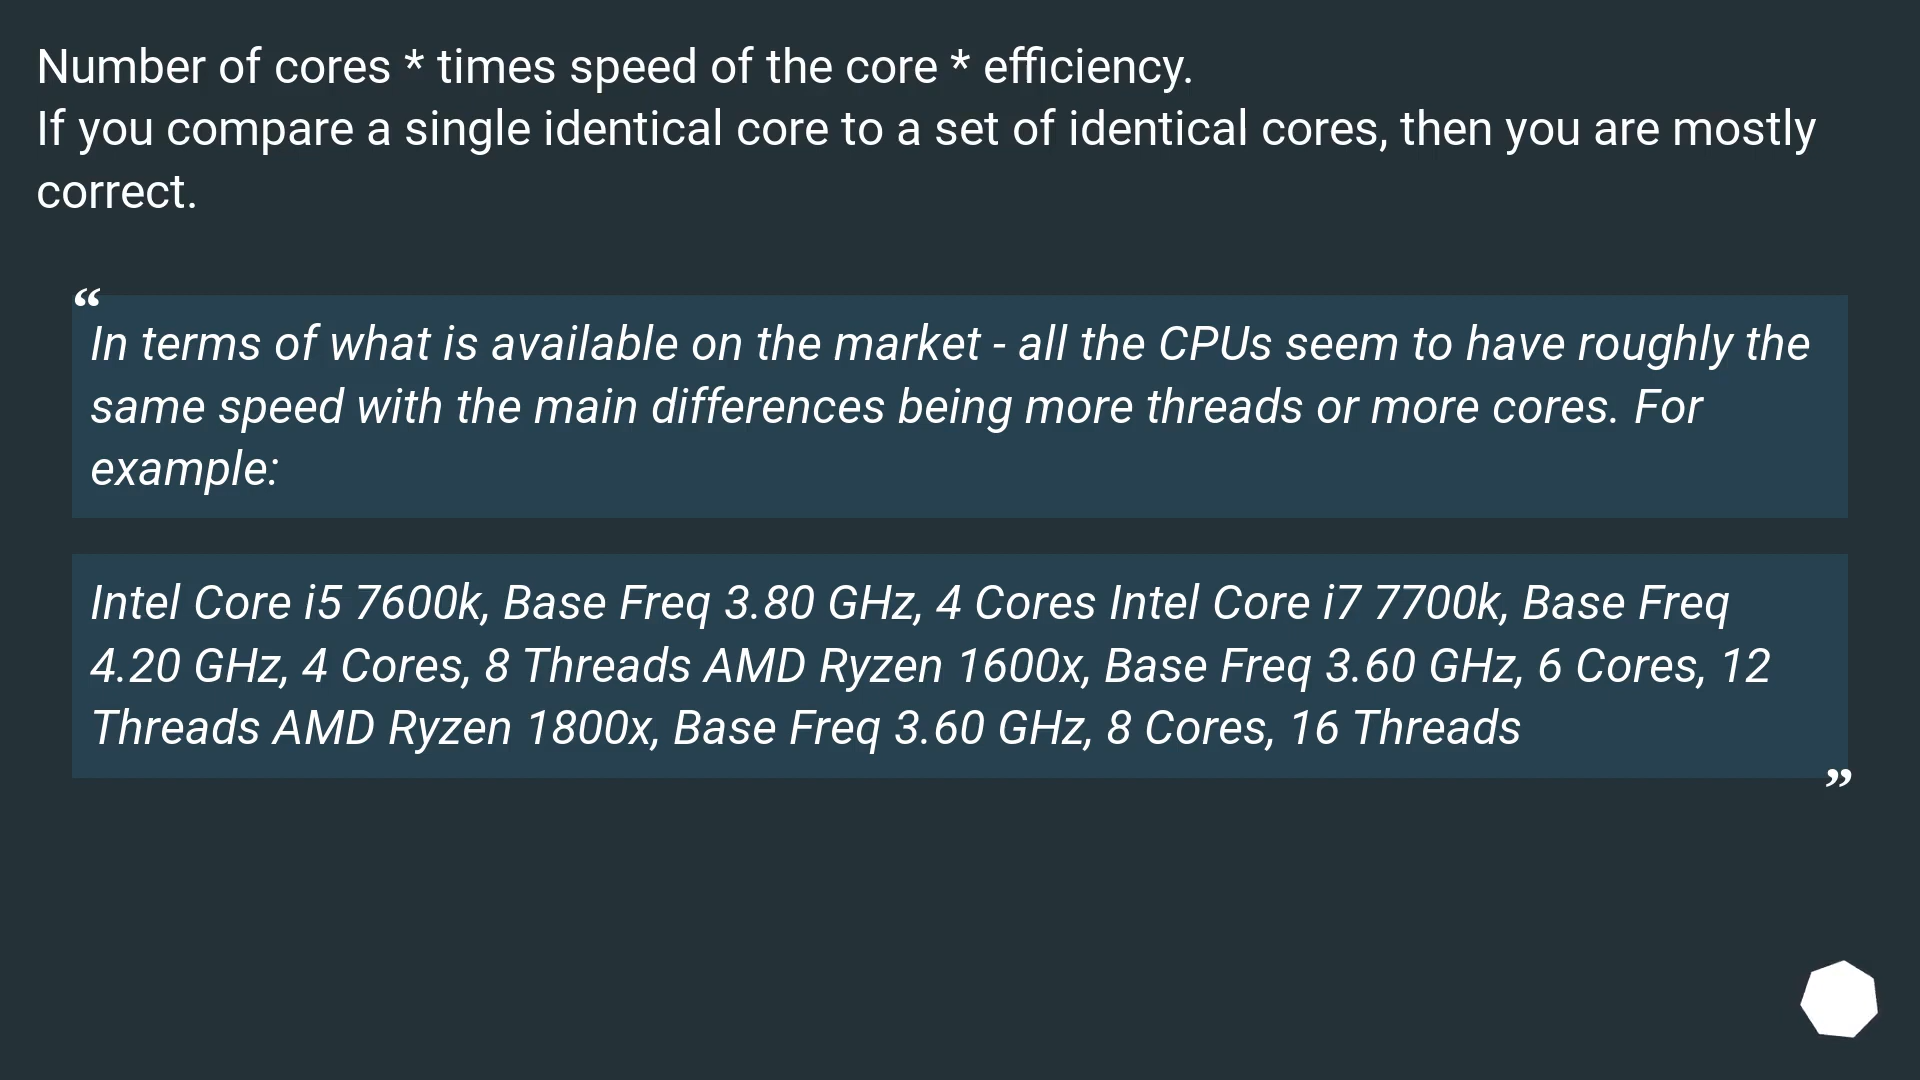 Number of cores * times speed of the core * efficiency.
If you compare a single identical core to a set of identical cores, then you are mostly
correct.
“
In terms of what is available on the market - all the CPUs seem to have roughly the
same speed with the main differences being more threads or more cores. For
example:
Intel Core i5 7600k, Base Freq 3.80 GHz, 4 Cores Intel Core i7 7700k, Base Freq
4.20 GHz, 4 Cores, 8 Threads AMD Ryzen 1600x, Base Freq 3.60 GHz, 6 Cores, 12
Threads AMD Ryzen 1800x, Base Freq 3.60 GHz, 8 Cores, 16 Threads
”